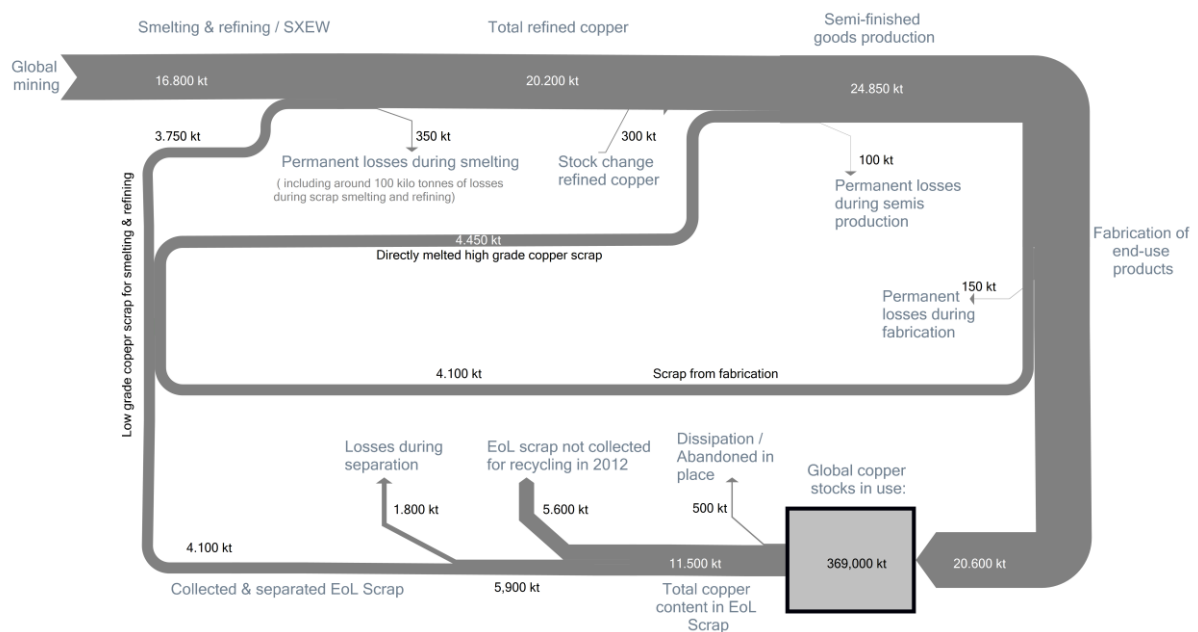 Smelting & refining / SXEW
Total refined copper
Semi-finished
goods production
Global
mining
16.800 kt
20.200 kt
24.850 kt
3.750 kt
350 kt
Permanent losses during smelting
( including around 100 kilo tonnes of losses
during scrap smelting and refining)
300 kt
Stock change
refined copper
100 kt
Permanent losses
during semis
production
Low grade copepr scrap for smelting & refining
4.450 kt
Directly melted high grade copper scrap
Fabrication of
end-use
products
150 kt
Permanent
losses during
fabrication
4.100 kt
Scrap from fabrication
Losses during
separation
1.800 kt
EoL scrap not collected
for recycling in 2012
5.600 kt
Dissipation /
Abandoned in
place
500 kt
Global copper
stocks in use:
369,000 kt
20.600 kt
4.100 kt
Collected & separated EoL Scrap
5,900 kt
11.500 kt
Total copper
content in EoL
Scrap